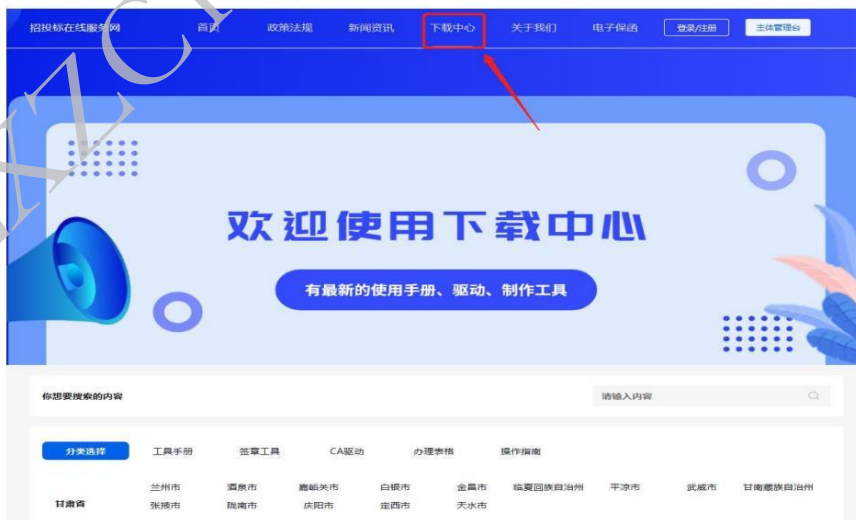 招投标在线服务网 首页 政策法规 新闻资讯 下载中心 关于我们 电子保函 登录/注册 主体管理台
欢迎使用下载中心
有最新的使用手册、驱动、制作工具
你想要搜索的内容 请输入内容
分类选择 工具手册 签章工具 CA驱动 办理表格 操作指南
甘肃省
兰州市 酒泉市 嘉峪关市 白银市 金昌市 临夏回族自治州 平凉市 武威市 甘南藏族自治州
张掖市 陇南市 庆阳市 定西市 天水市